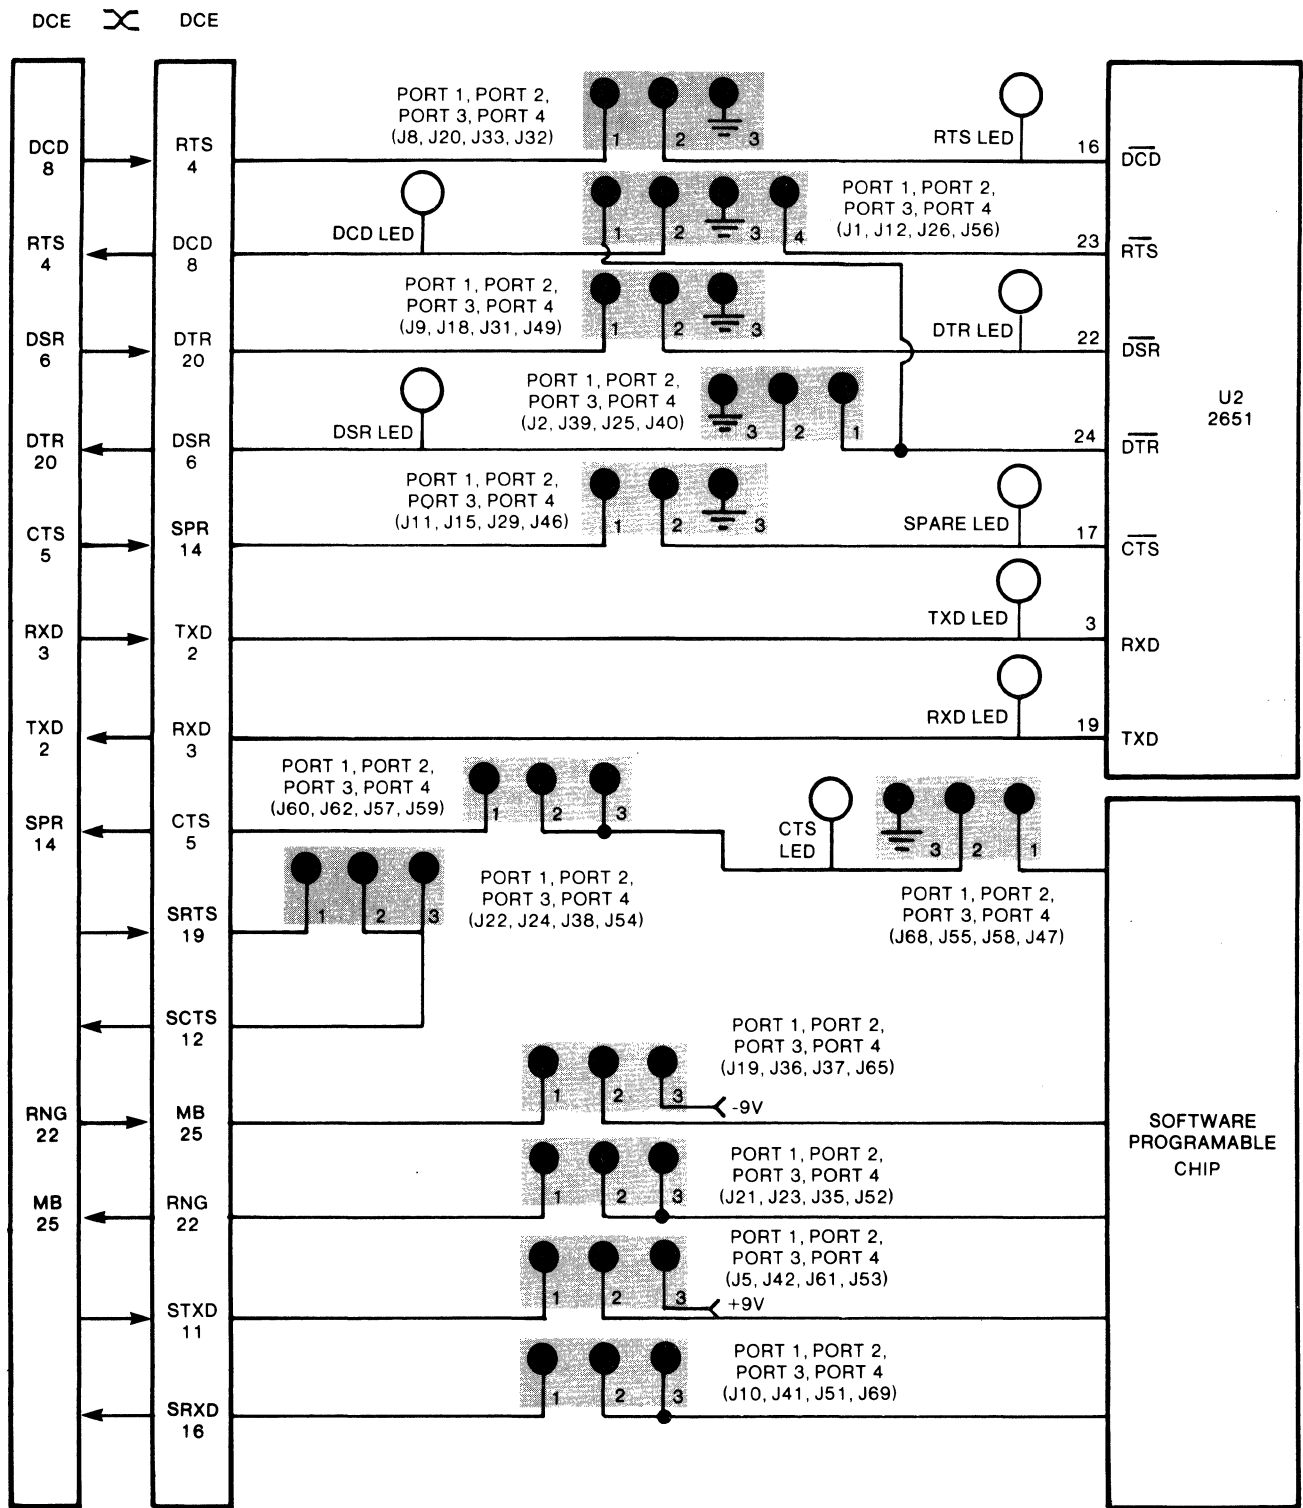 DCE DCE
PORT 1, PORT 2,
PORT 3, PORT 4
(J8, J20, J33, J32)
1 2 3
RTS LED
DCD
8
RTS
4
16
DCD
DCD LED
1 2 3 4
PORT 1, PORT 2,
PORT 3, PORT 4
(J1, J12, J26, J56)
RTS
4
DCD
8
23
RTS
PORT 1, PORT 2,
PORT 3, PORT 4
(J9, J18, J31, J49)
1 2 3
DTR LED
DSR
6
DTR
20
22
DSR
U2
2651
DSR LED
PORT 1, PORT 2,
PORT 3, PORT 4
(J2, J39, J25, J40)
3 2 1
DTR
20
DSR
6
24
DTR
PORT 1, PORT 2,
PORT 3, PORT 4
(J11, J15, J29, J46)
1 2 3
SPARE LED
CTS
5
SPR
14
17
CTS
TXD LED
RXD
3
TXD
2
3
RXD
RXD LED
TXD
2
RXD
3
19
TXD
PORT 1, PORT 2,
PORT 3, PORT 4
(J60, J62, J57, J59)
1 2 3
CTS
LED
3 2 1
SPR
14
CTS
5
PORT 1, PORT 2,
PORT 3, PORT 4
(J22, J24, J38, J54)
PORT 1, PORT 2,
PORT 3, PORT 4
(J68, J55, J58, J47)
1 2 3
SRTS
19
SCTS
12
PORT 1, PORT 2,
PORT 3, PORT 4
(J19, J36, J37, J65)
1 2 3
-9V
RNG
22
MB
25
SOFTWARE
PROGRAMABLE
CHIP
PORT 1, PORT 2,
PORT 3, PORT 4
(J21, J23, J35, J52)
1 2 3
MB
25
RNG
22
PORT 1, PORT 2,
PORT 3, PORT 4
(J5, J42, J61, J53)
1 2 3
+9V
STXD
11
PORT 1, PORT 2,
PORT 3, PORT 4
(J10, J41, J51, J69)
1 2 3
SRXD
16